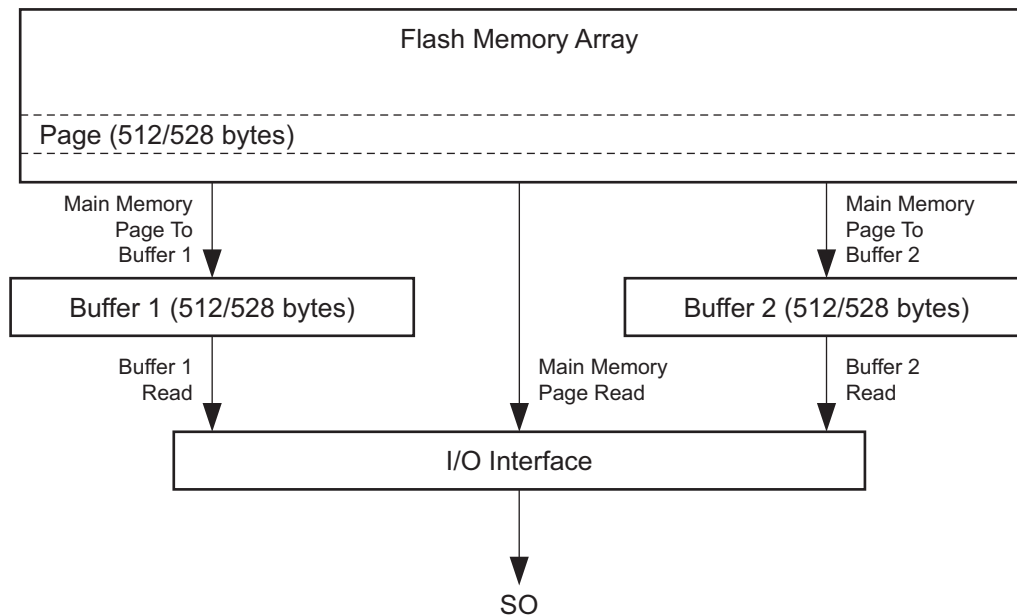 Flash Memory Array
Page (512/528 bytes)
Main Memory
Page To
Buffer 1
Main Memory
Page To
Buffer 2
Buffer 1 (512/528 bytes)
Buffer 2 (512/528 bytes)
Buffer 1
Read
Main Memory
Page Read
Buffer 2
Read
I/O Interface
SO